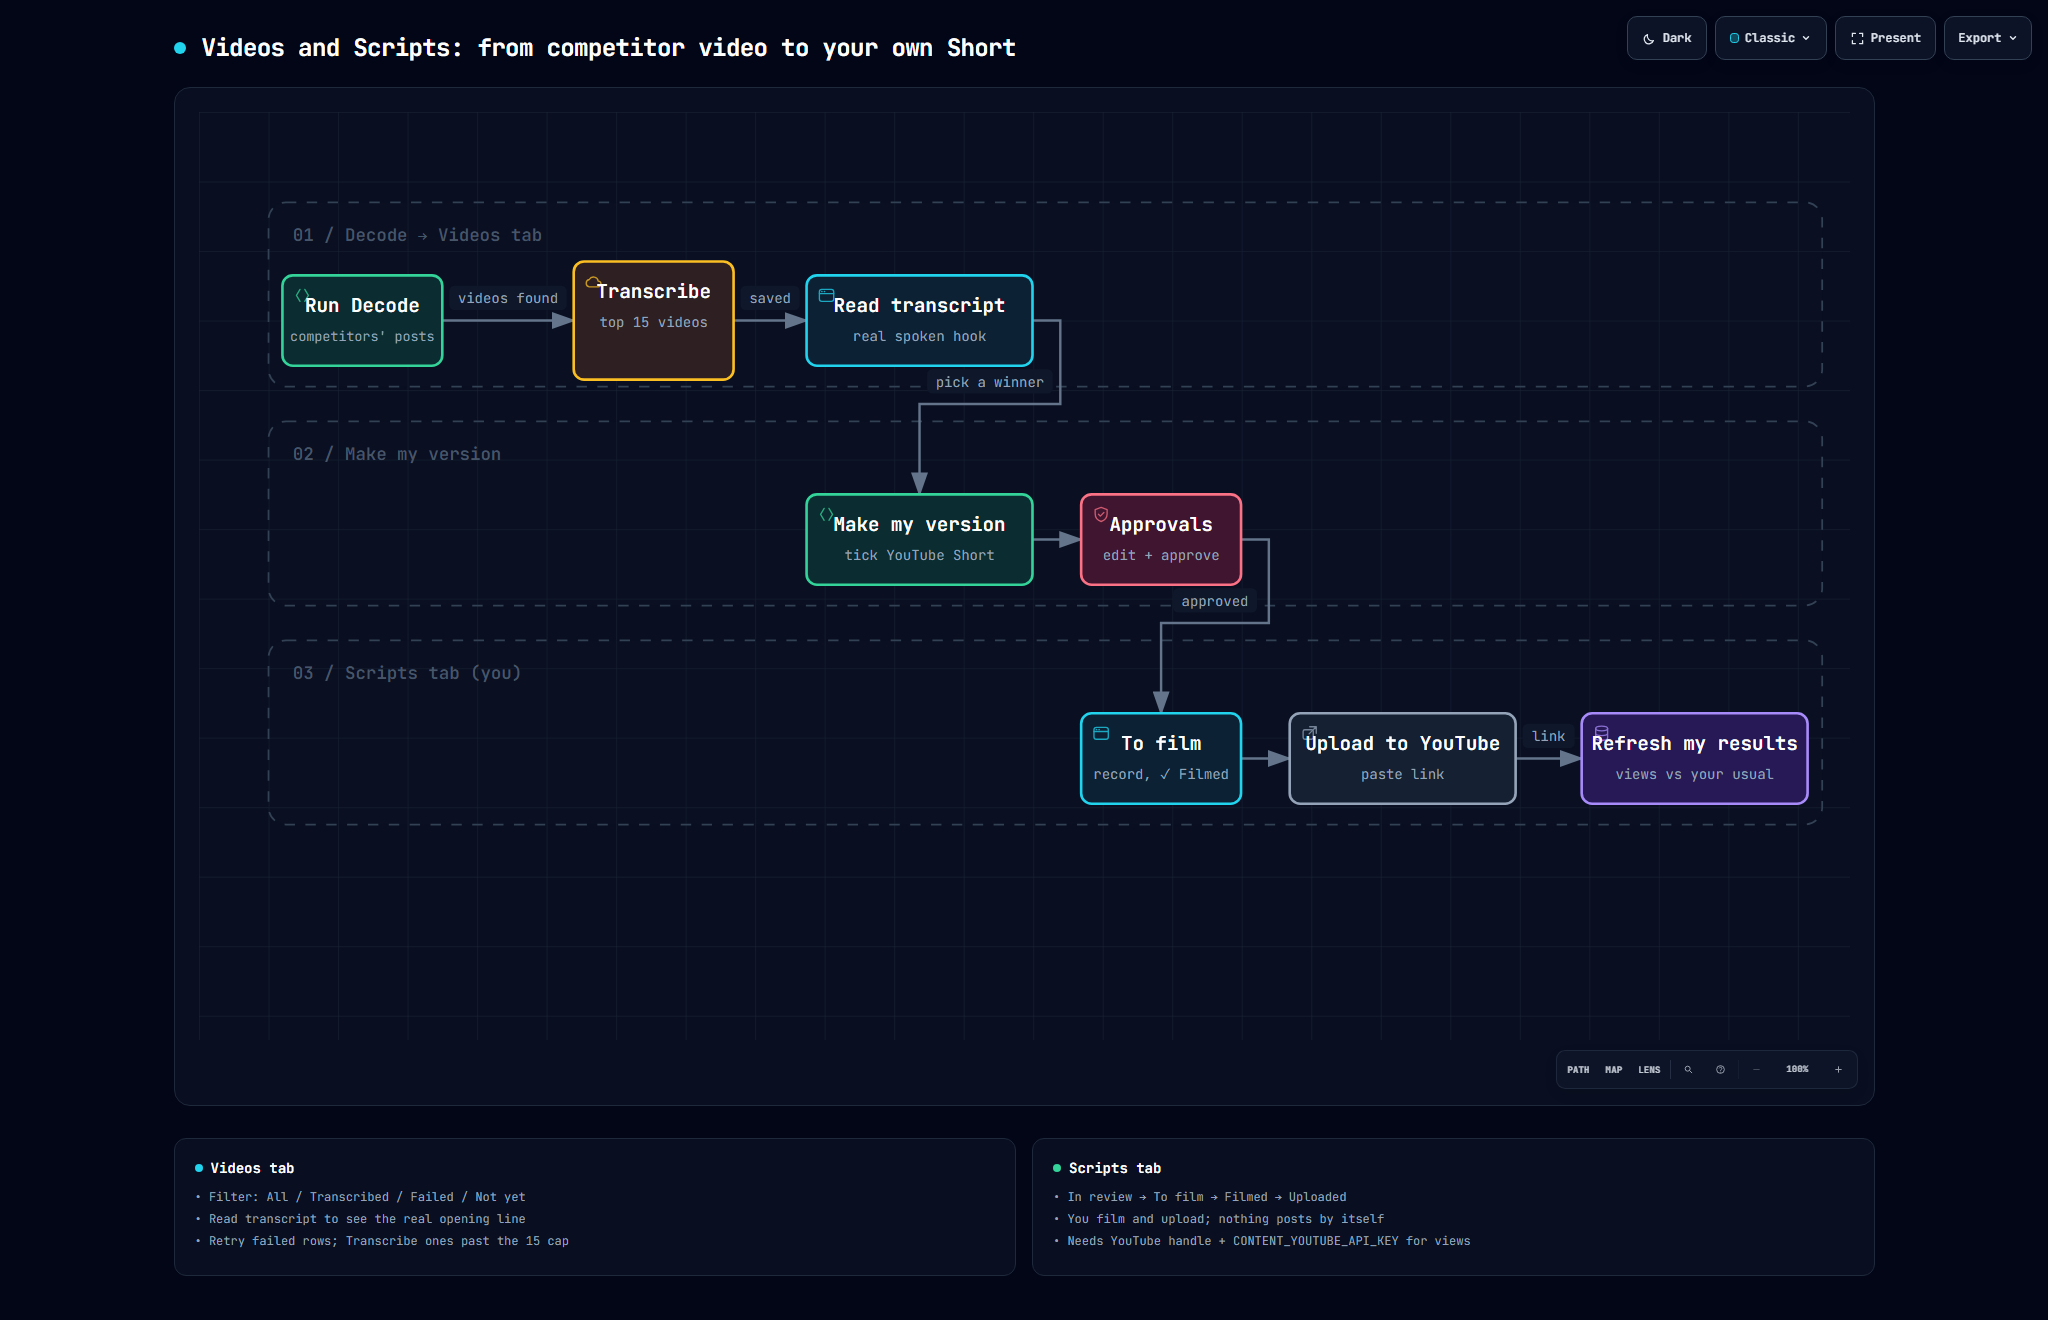 Videos and Scripts: from competitor video to your own Short
Dark
Classic
Present
Export
01 / Decode → Videos tab
Run Decode
competitors' posts
videos found
Transcribe
top 15 videos
saved
Read transcript
real spoken hook
pick a winner
02 / Make my version
Make my version
tick YouTube Short
Approvals
edit + approve
approved
03 / Scripts tab (you)
To film
record, ✓ Filmed
Upload to YouTube
paste link
link
Refresh my results
views vs your usual
PATH MAP LENS − 100% +
Videos tab
• Filter: All / Transcribed / Failed / Not yet
• Read transcript to see the real opening line
• Retry failed rows; Transcribe ones past the 15 cap
Scripts tab
• In review → To film → Filmed → Uploaded
• You film and upload; nothing posts by itself
• Needs YouTube handle + CONTENT_YOUTUBE_API_KEY for views